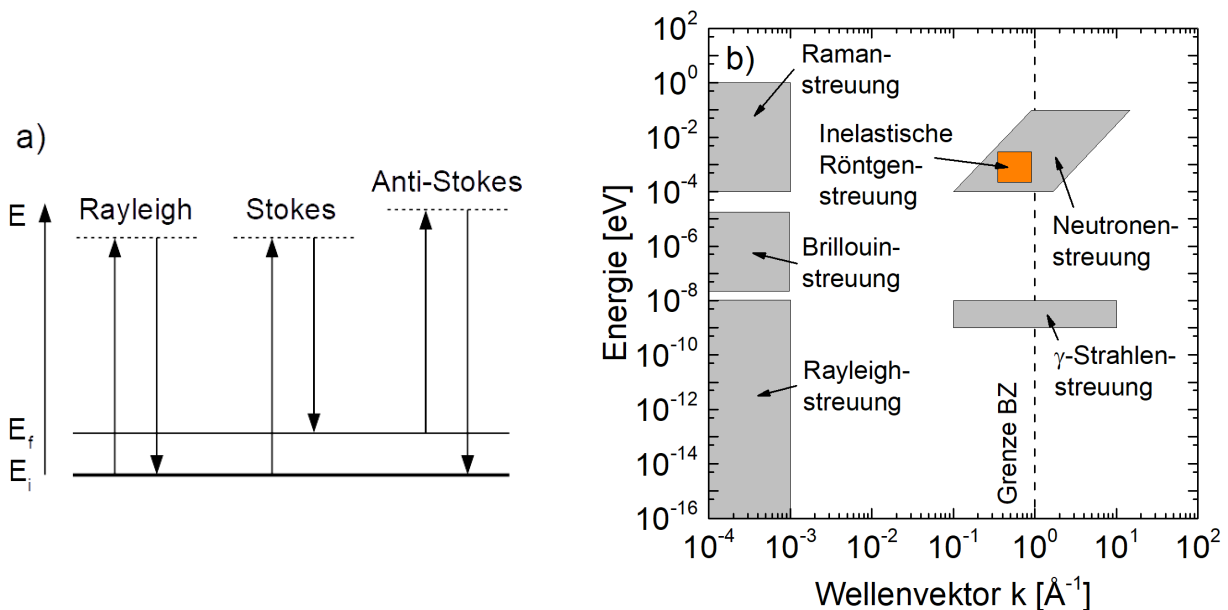 a)
E
Rayleigh
Stokes
Anti-Stokes
E_f
E_i
b)
Energie [eV]
10^2
10^0
10^-2
10^-4
10^-6
10^-8
10^-10
10^-12
10^-14
10^-16
Raman-
streuung
Inelastische
Röntgen-
streuung
Neutronen-
streuung
Brillouin-
streuung
γ-Strahlen-
streuung
Rayleigh-
streuung
Grenze BZ
10^-4
10^-3
10^-2
10^-1
10^0
10^1
10^2
Wellenvektor k [Å^-1]